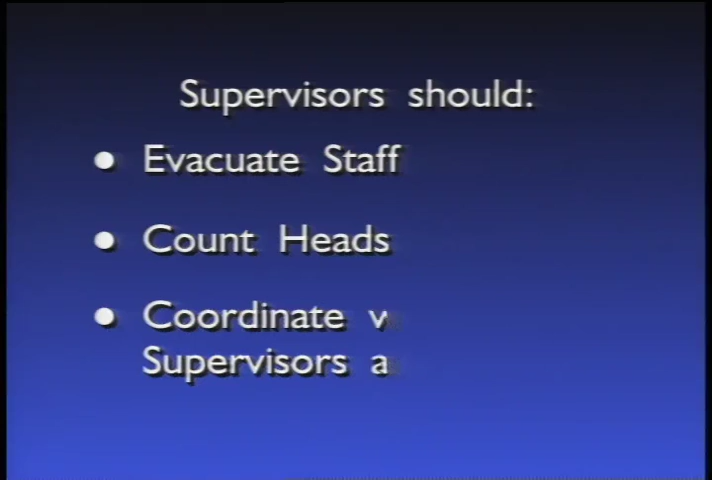 Supervisors should:
● Evacuate Staff
● Count Heads
● Coordinate
Supervisors